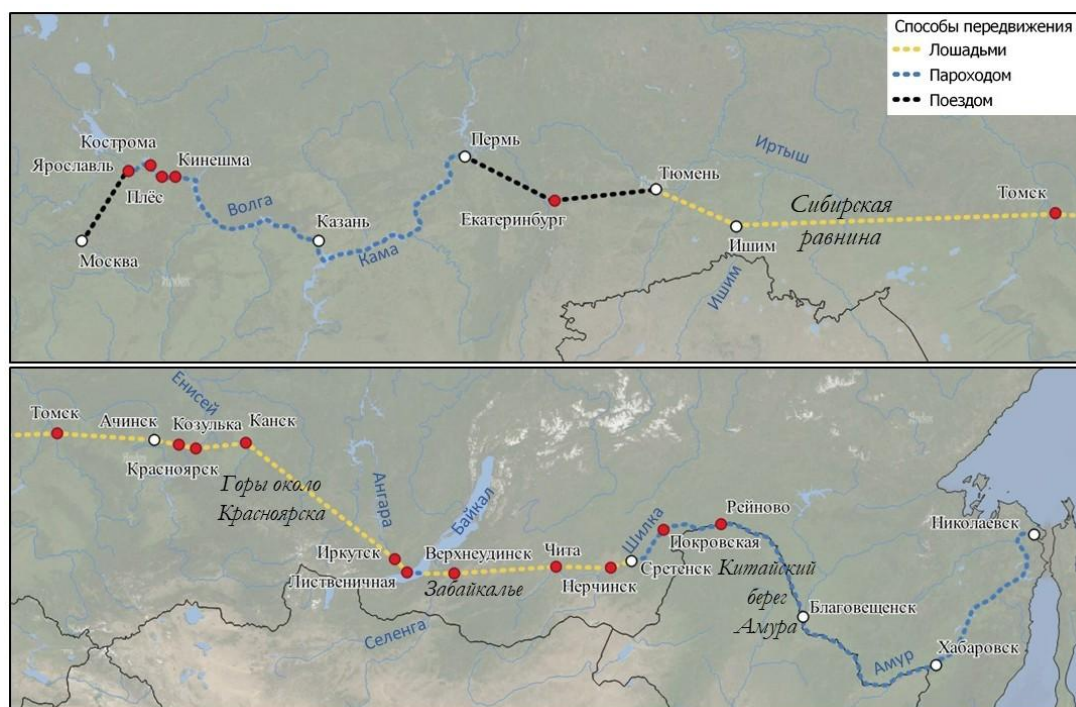 Способы передвижения
Лошадьми
Пароходом
Поездом
Кострома
Ярославль
Кинешма
Плёс
Волга
Москва
Казань
Кама
Пермь
Екатеринбург
Тюмень
Иртыш
Ишим
Ишим
Сибирская
равнина
Томск
Томск
Ачинск
Енисей
Козулька
Канск
Красноярск
Горы около
Красноярска
Ангара
Байкал
Иркутск
Лиственичная
Верхнеудинск
Забайкалье
Селенга
Чита
Нерчинск
Шилка
Сретенск
Покровская
Рейново
Китайский
берег
Амура
Благовещенск
Амур
Хабаровск
Николаевск